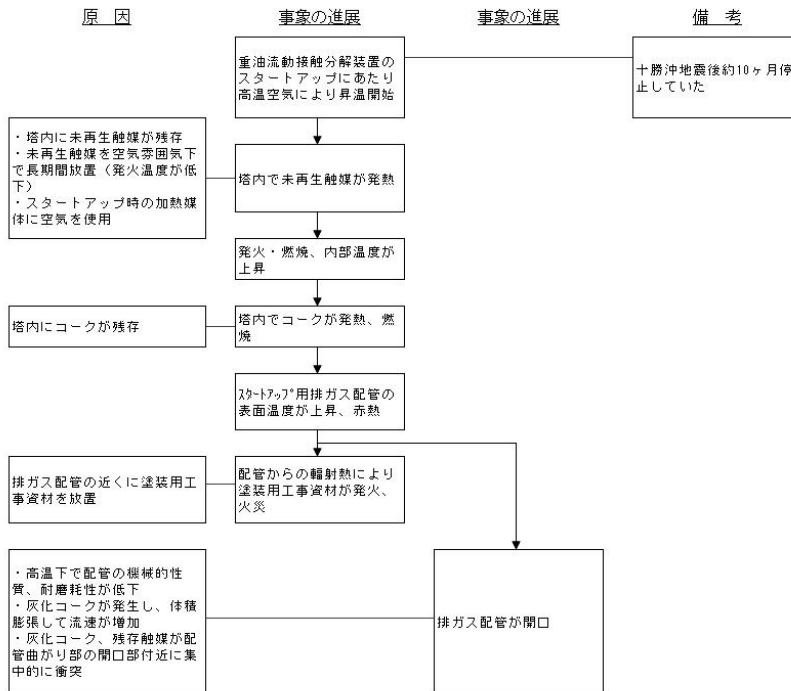 原　因
事象の進展
事象の進展
備　考
重油流動接触分解装置の
スタートアップにあたり
高温空気により昇温開始
十勝沖地震後約10ヶ月停
止していた
・塔内に未再生触媒が残存
・未再生触媒を空気雰囲気下
で長期間放置（発火温度が低
下）
・スタートアップ時の加熱媒
体に空気を使用
塔内で未再生触媒が発熱
発火・燃焼、内部温度が
上昇
塔内にコークが残存
塔内でコークが発熱、燃
焼
ｽﾀｰﾄｱｯﾌﾟ用排ガス配管の
表面温度が上昇、赤熱
排ガス配管の近くに塗装用工
事資材を放置
配管からの輻射熱により
塗装用工事資材が発火、
火災
・高温下で配管の機械的性
質、耐磨耗性が低下
・灰化コークが発生し、体積
膨張して流速が増加
・灰化コーク、残存触媒が配
管曲がり部の開口部付近に集
中的に衝突
排ガス配管が開口